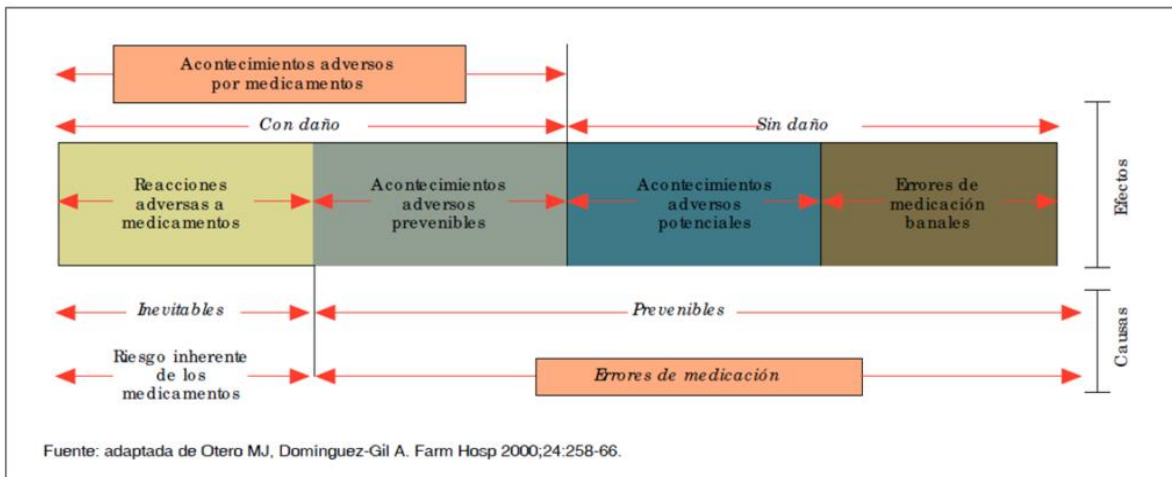 Acontecimientos adversos
por medicamentos
Con daño
Sin daño
Reacciones
adversas a
medicamentos
Acontecimientos
adversos
prevenibles
Acontecimientos
adversos
potenciales
Errores de
medicación
banales
Efectos
Inevitables
Prevenibles
Riesgo inherente
de los
medicamentos
Errores de medicación
Causas
Fuente: adaptada de Otero MJ, Dominguez-Gil A. Farm Hosp 2000;24:258-66.